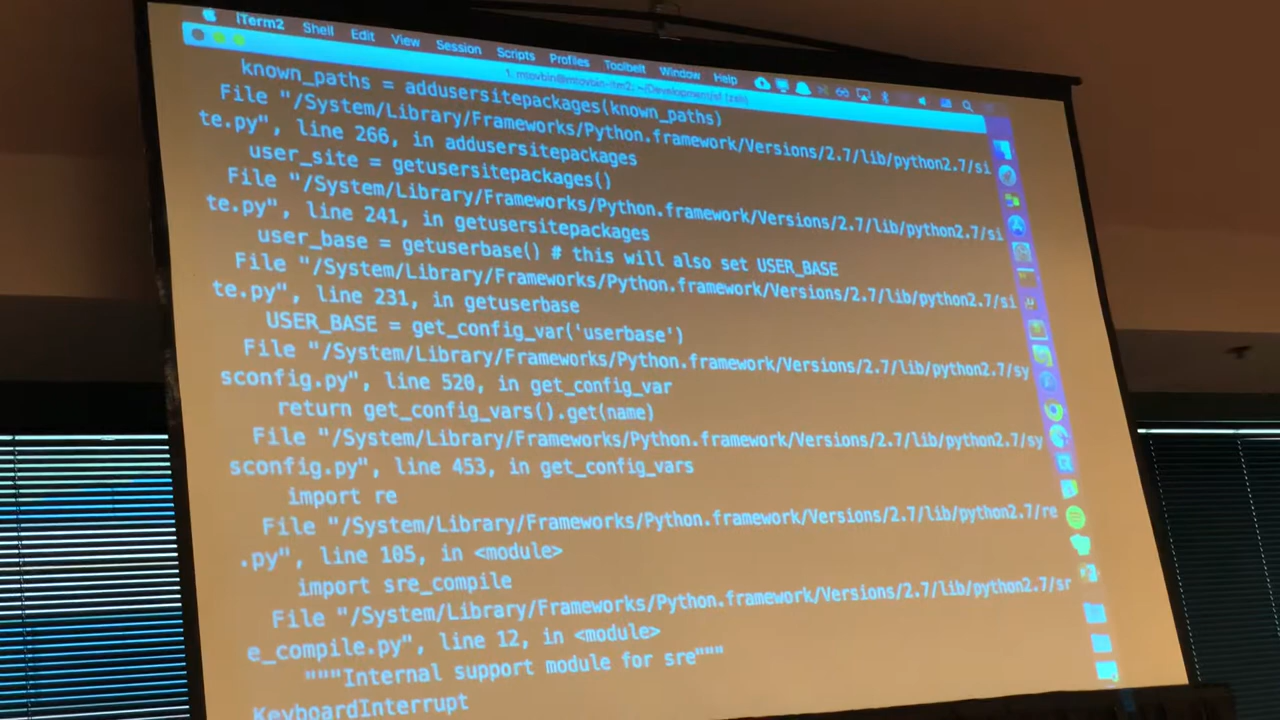 iTerm2 Shell Edit View Session Scripts Profiles Toolbelt Window Help
known_paths = addusersitepackages(known_paths)
File "/System/Library/Frameworks/Python.framework/Versions/2.7/lib/python2.7/si
te.py", line 266, in addusersitepackages
user_site = getusersitepackages()
File "/System/Library/Frameworks/Python.framework/Versions/2.7/lib/python2.7/si
te.py", line 241, in getusersitepackages
user_base = getuserbase() # this will also set USER_BASE
File "/System/Library/Frameworks/Python.framework/Versions/2.7/lib/python2.7/si
te.py", line 231, in getuserbase
USER_BASE = get_config_var('userbase')
File "/System/Library/Frameworks/Python.framework/Versions/2.7/lib/python2.7/sy
sconfig.py", line 520, in get_config_var
return get_config_vars().get(name)
File "/System/Library/Frameworks/Python.framework/Versions/2.7/lib/python2.7/sy
sconfig.py", line 453, in get_config_vars
import re
File "/System/Library/Frameworks/Python.framework/Versions/2.7/lib/python2.7/re
.py", line 105, in <module>
import sre_compile
File "/System/Library/Frameworks/Python.framework/Versions/2.7/lib/python2.7/sr
e_compile.py", line 12, in <module>
"""Internal support module for sre"""
KeyboardInterrupt